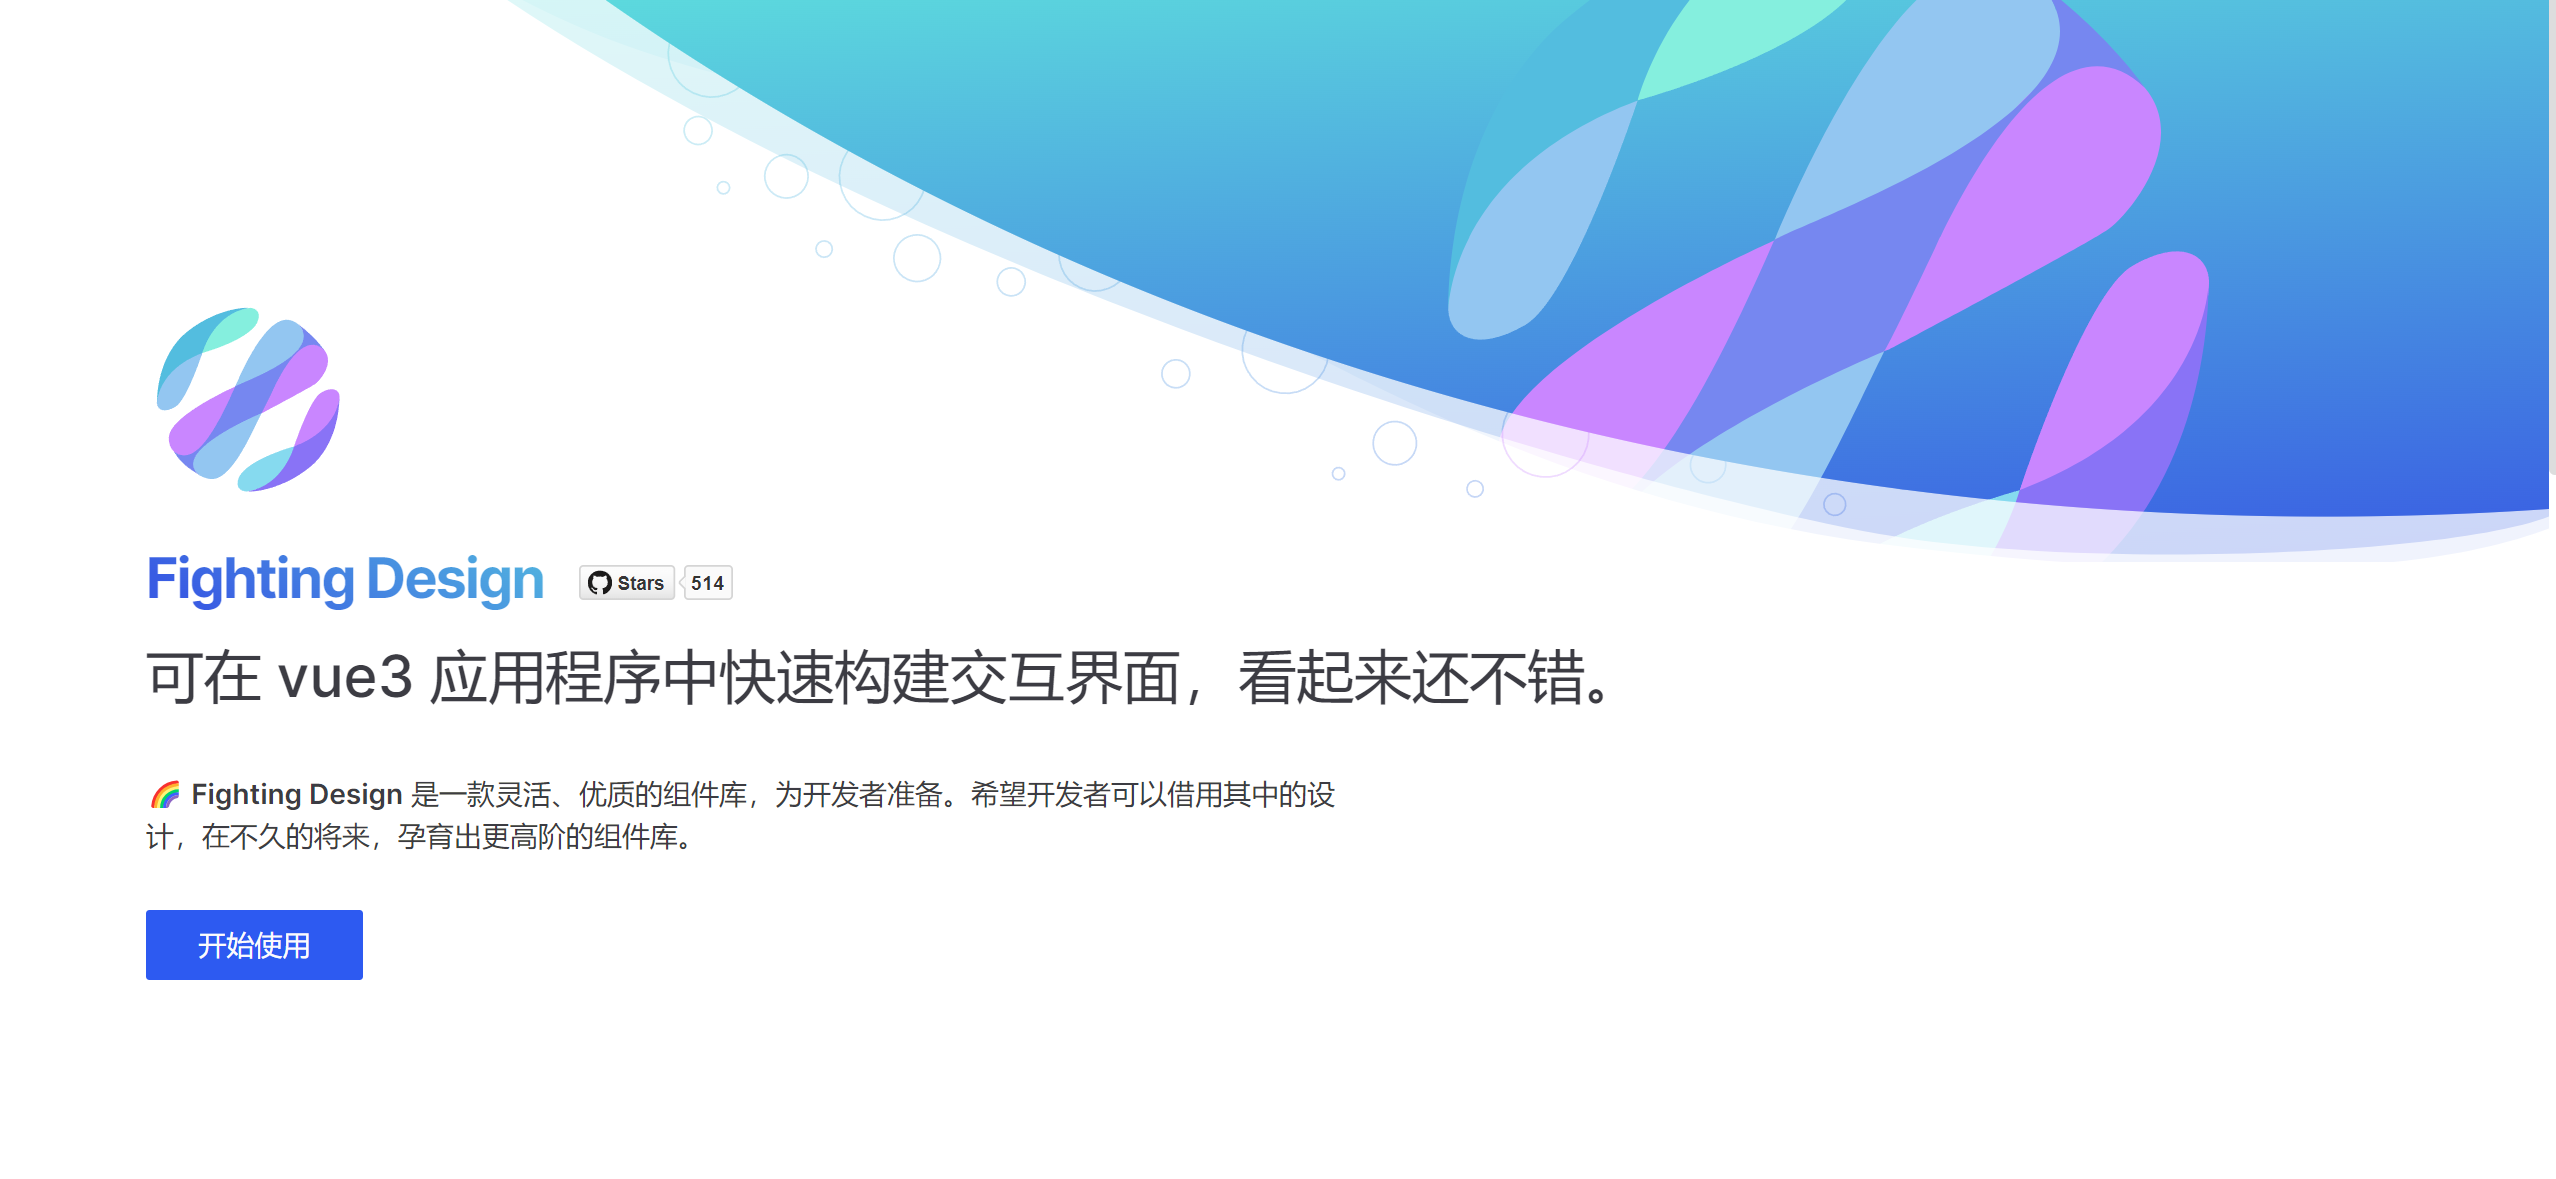 Fighting Design Stars 514
可在 vue3 应用程序中快速构建交互界面，看起来还不错。
🌈 Fighting Design 是一款灵活、优质的组件库，为开发者准备。希望开发者可以借用其中的设
计，在不久的将来，孕育出更高阶的组件库。
开始使用